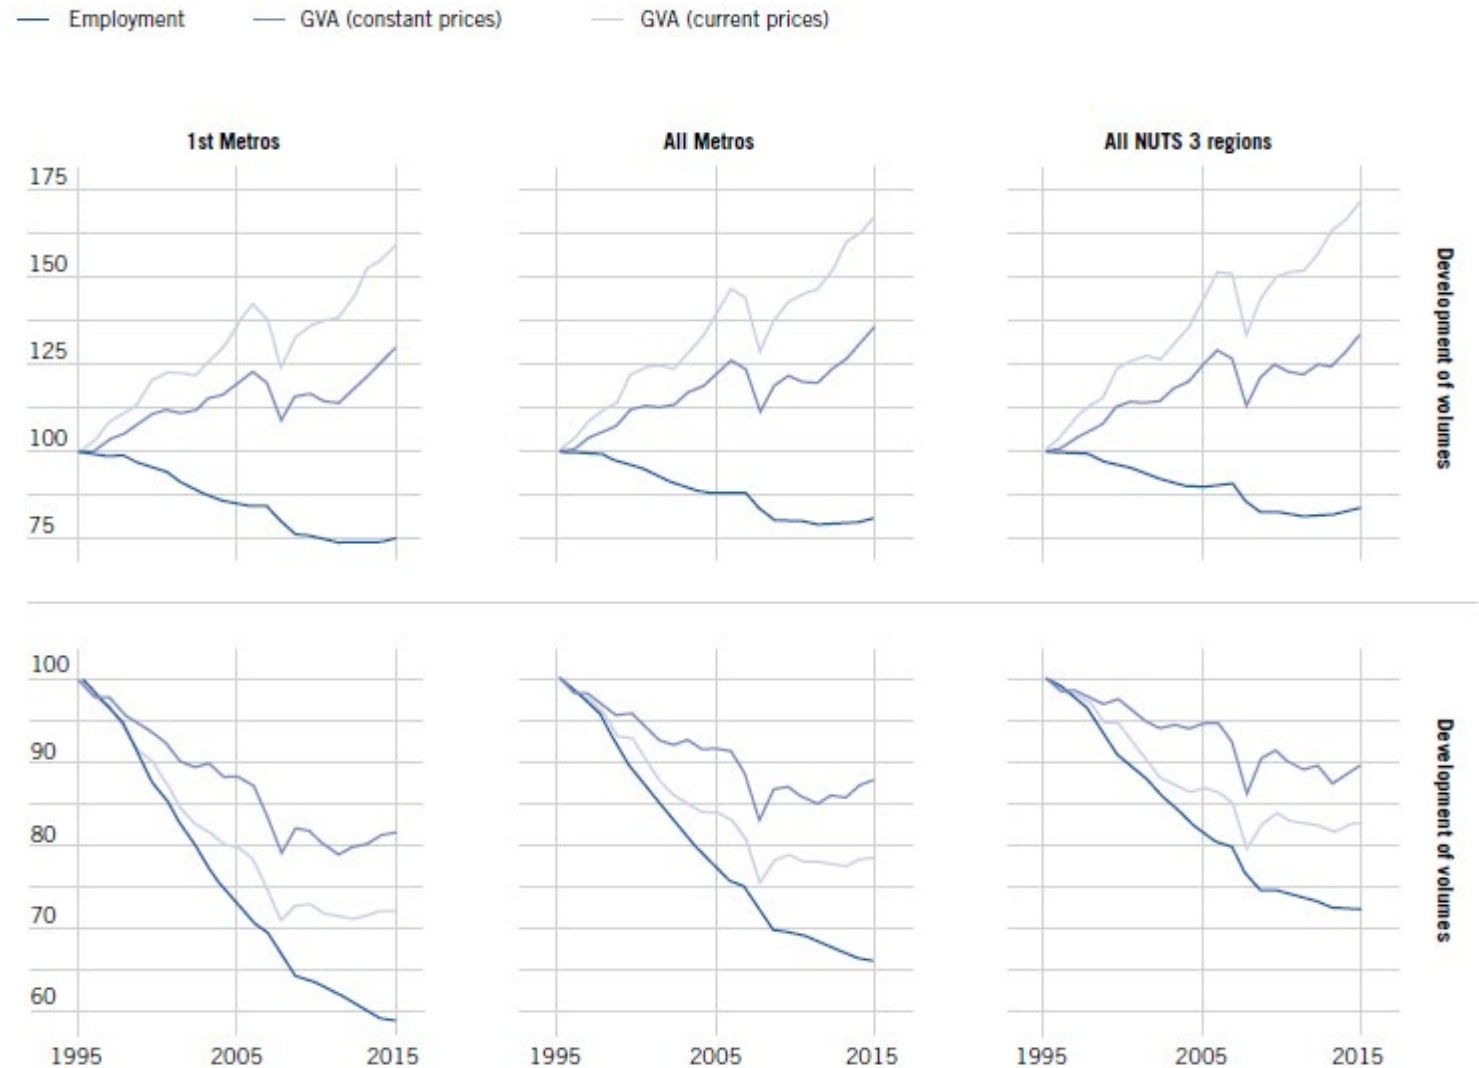 Employment GVA (constant prices) GVA (current prices)
1st Metros All Metros All NUTS 3 regions
175
150
125
100
75
Development of volumes
100
90
80
70
60
Development of volumes
1995 2005 2015 1995 2005 2015 1995 2005 2015